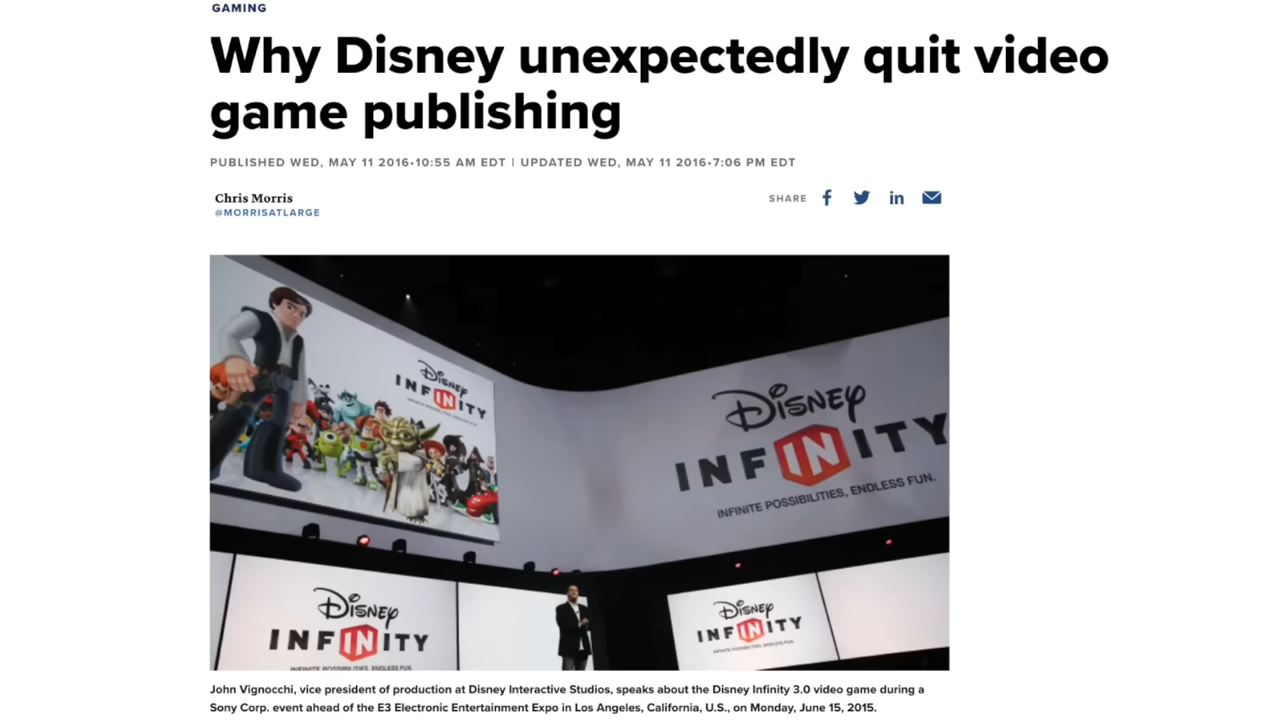 GAMING
Why Disney unexpectedly quit video
game publishing
PUBLISHED WED, MAY 11 2016•10:55 AM EDT | UPDATED WED, MAY 11 2016•7:06 PM EDT
Chris Morris
@MORRISATLARGE
SHARE
Disney
INFINITY
Disney
INFINITY
INFINITE POSSIBILITIES, ENDLESS FUN.
Disney
INFINITY
INFINITE POSSIBILITIES, ENDLESS FUN.
Disney
INFINITY
John Vignocchi, vice president of production at Disney Interactive Studios, speaks about the Disney Infinity 3.0 video game during a
Sony Corp. event ahead of the E3 Electronic Entertainment Expo in Los Angeles, California, U.S., on Monday, June 15, 2015.